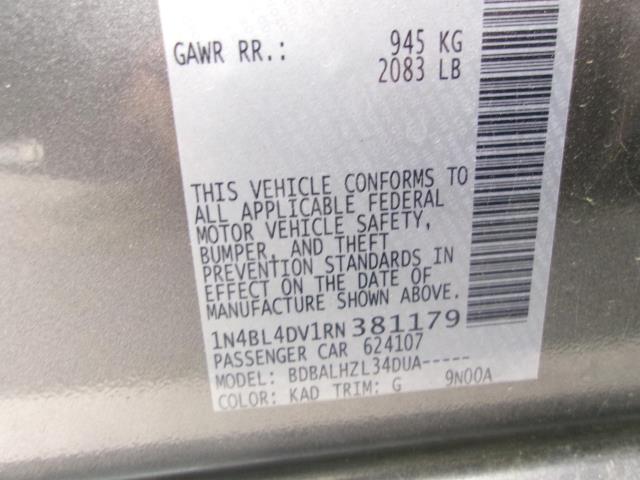 GAWR RR.: 945 KG
2083 LB
THIS VEHICLE CONFORMS TO
ALL APPLICABLE FEDERAL
MOTOR VEHICLE SAFETY,
BUMPER, AND THEFT
PREVENTION STANDARDS IN
EFFECT ON THE DATE OF
MANUFACTURE SHOWN ABOVE.
1N4BL4DV1RN381179
PASSENGER CAR 624107
MODEL: BDBALHZL34DUA-----
COLOR: KAD TRIM: G 9N00A